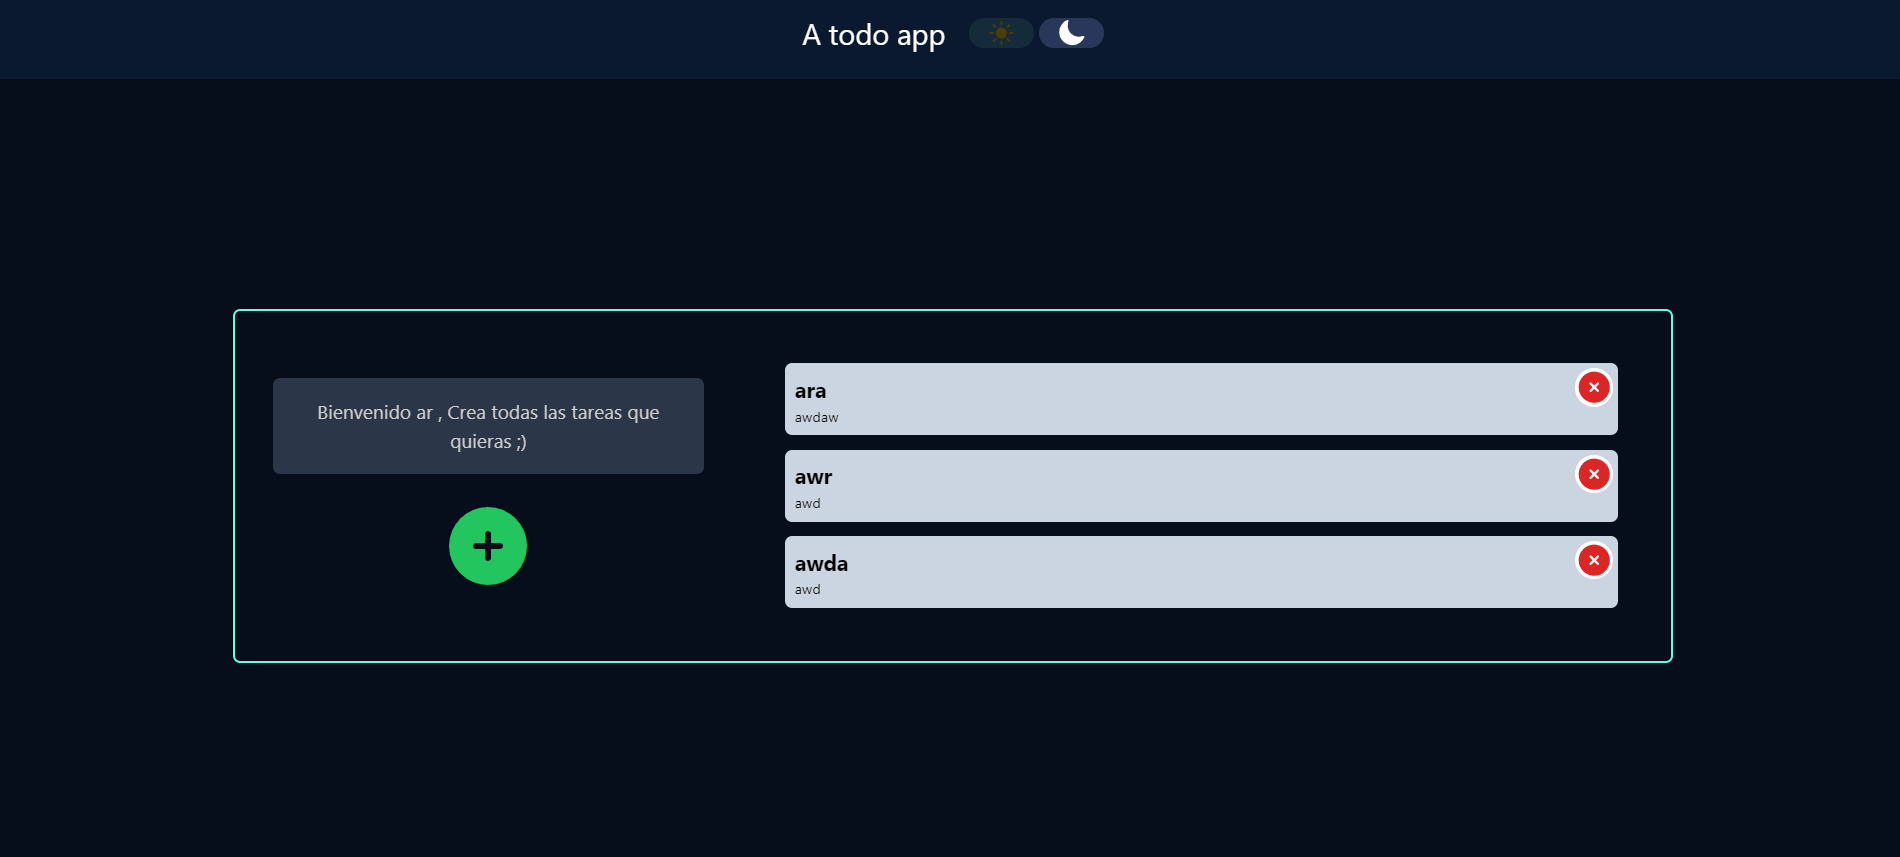 A todo app
Bienvenido ar , Crea todas las tareas que
quieras ;)
ara
awdaw
awr
awd
awda
awd